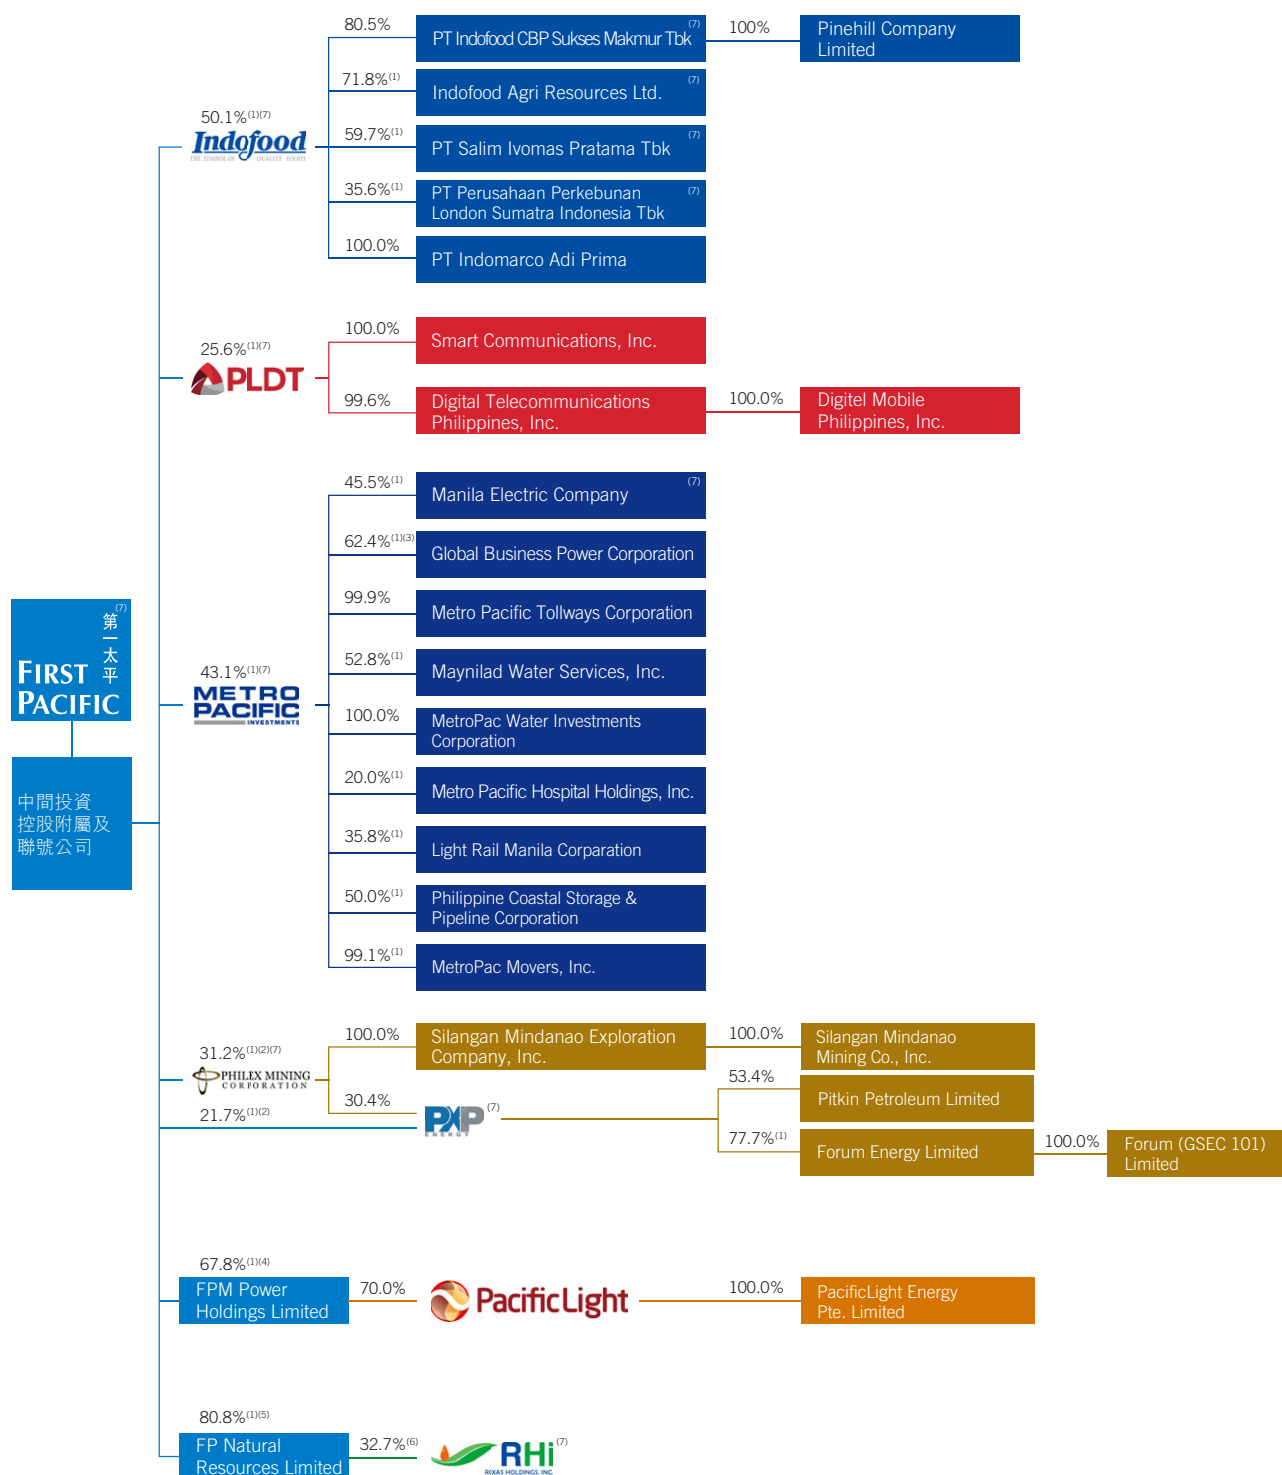 80.5%
PT Indofood CBP Sukses Makmur Tbk (7)
100%
Pinehill Company
Limited
71.8%(1)
Indofood Agri Resources Ltd.
50.1%(1)(7)
Indofood
THE SYMBOL OF QUALITY FOODS
59.7%(1)
PT Salim Ivomas Pratama Tbk (7)
35.6%(1)
PT Perusahaan Perkebunan (7)
London Sumatra Indonesia Tbk
100.0%
PT Indomarco Adi Prima
25.6%(1)(7)
PLDT
100.0%
Smart Communications, Inc.
99.6%
Digital Telecommunications
Philippines, Inc.
100.0%
Digitel Mobile
Philippines, Inc.
45.5%(1)
Manila Electric Company (7)
62.4%(1)(3)
Global Business Power Corporation
99.9%
Metro Pacific Tollways Corporation
(7)
第一太平
FIRST
PACIFIC
43.1%(1)(7)
METRO
PACIFIC
INVESTMENTS
52.8%(1)
Maynilad Water Services, Inc.
100.0%
MetroPac Water Investments
Corporation
20.0%(1)
Metro Pacific Hospital Holdings, Inc.
中間投資
控股附屬及
聯號公司
35.8%(1)
Light Rail Manila Corparation
50.0%(1)
Philippine Coastal Storage &
Pipeline Corporation
99.1%(1)
MetroPac Movers, Inc.
31.2%(1)(2)(7)
PHILEX MINING
CORPORATION
100.0%
Silangan Mindanao Exploration
Company, Inc.
100.0%
Silangan Mindanao
Mining Co., Inc.
21.7%(1)(2)
30.4%
PXP (7)
ENERGY
53.4%
Pitkin Petroleum Limited
77.7%(1)
Forum Energy Limited
100.0%
Forum (GSEC 101)
Limited
67.8%(1)(4)
FPM Power
Holdings Limited
70.0%
PacificLight
100.0%
PacificLight Energy
Pte. Limited
80.8%(1)(5)
FP Natural
Resources Limited
32.7%(6)
RHi (7)
ROXAS HOLDINGS, INC.